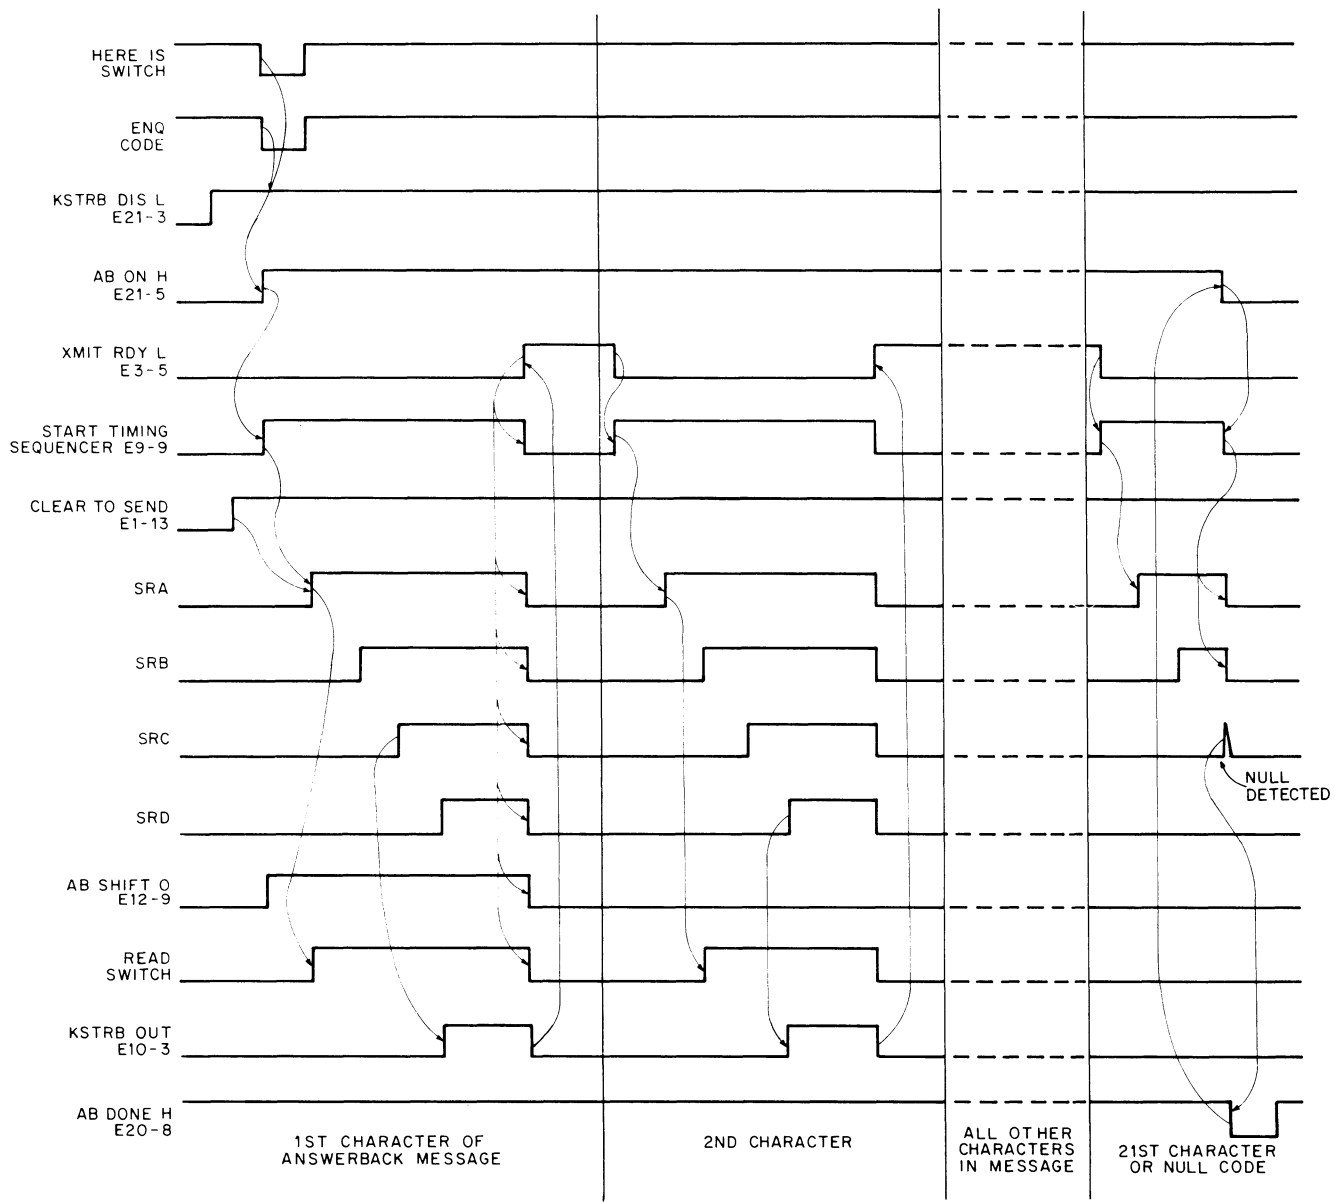 HERE IS
SWITCH
ENQ
CODE
KSTRB DIS L
E21-3
AB ON H
E21-5
XMIT RDY L
E3-5
START TIMING
SEQUENCER E9-9
CLEAR TO SEND
E1-13
SRA
SRB
SRC
NULL
DETECTED
SRD
AB SHIFT O
E12-9
READ
SWITCH
KSTRB OUT
E10-3
AB DONE H
E20-8
1ST CHARACTER OF
ANSWERBACK MESSAGE
2ND CHARACTER
ALL OTHER
CHARACTERS
IN MESSAGE
21ST CHARACTER
OR NULL CODE